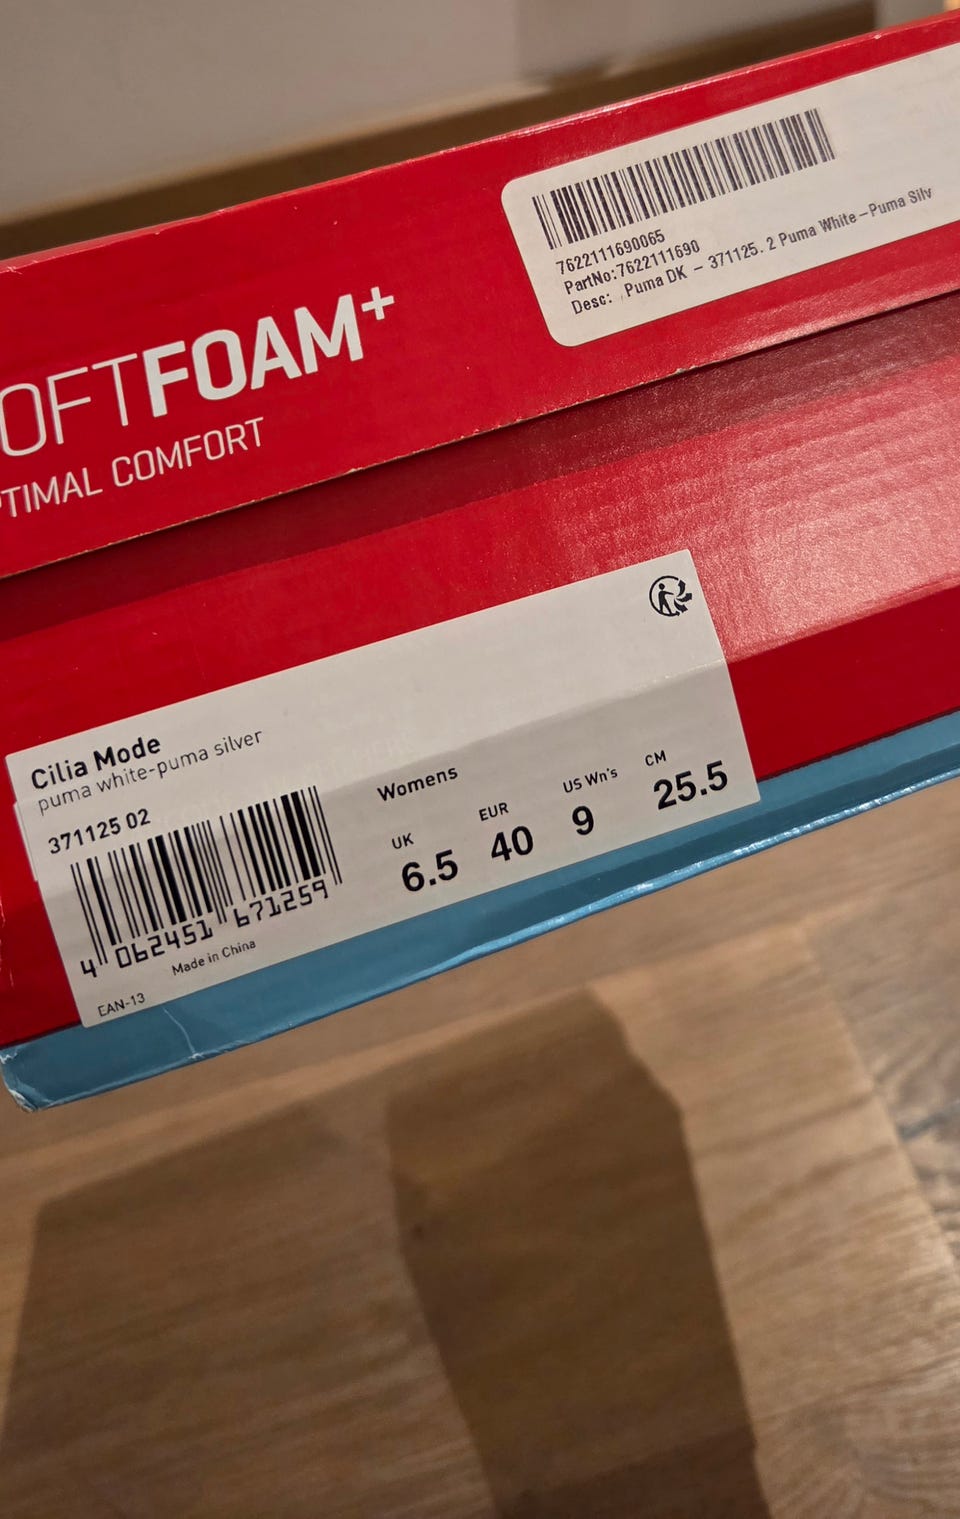 7622111690065
PartNo:7622111690
Desc: Puma DK – 371125. 2 Puma White–Puma Silv
OFTFOAM+
TIMAL COMFORT
Cilia Mode
puma white-puma silver
371125 02
4 062451 671259
Made in China
EAN-13
Womens
UK EUR US Wn's CM
6.5 40 9 25.5